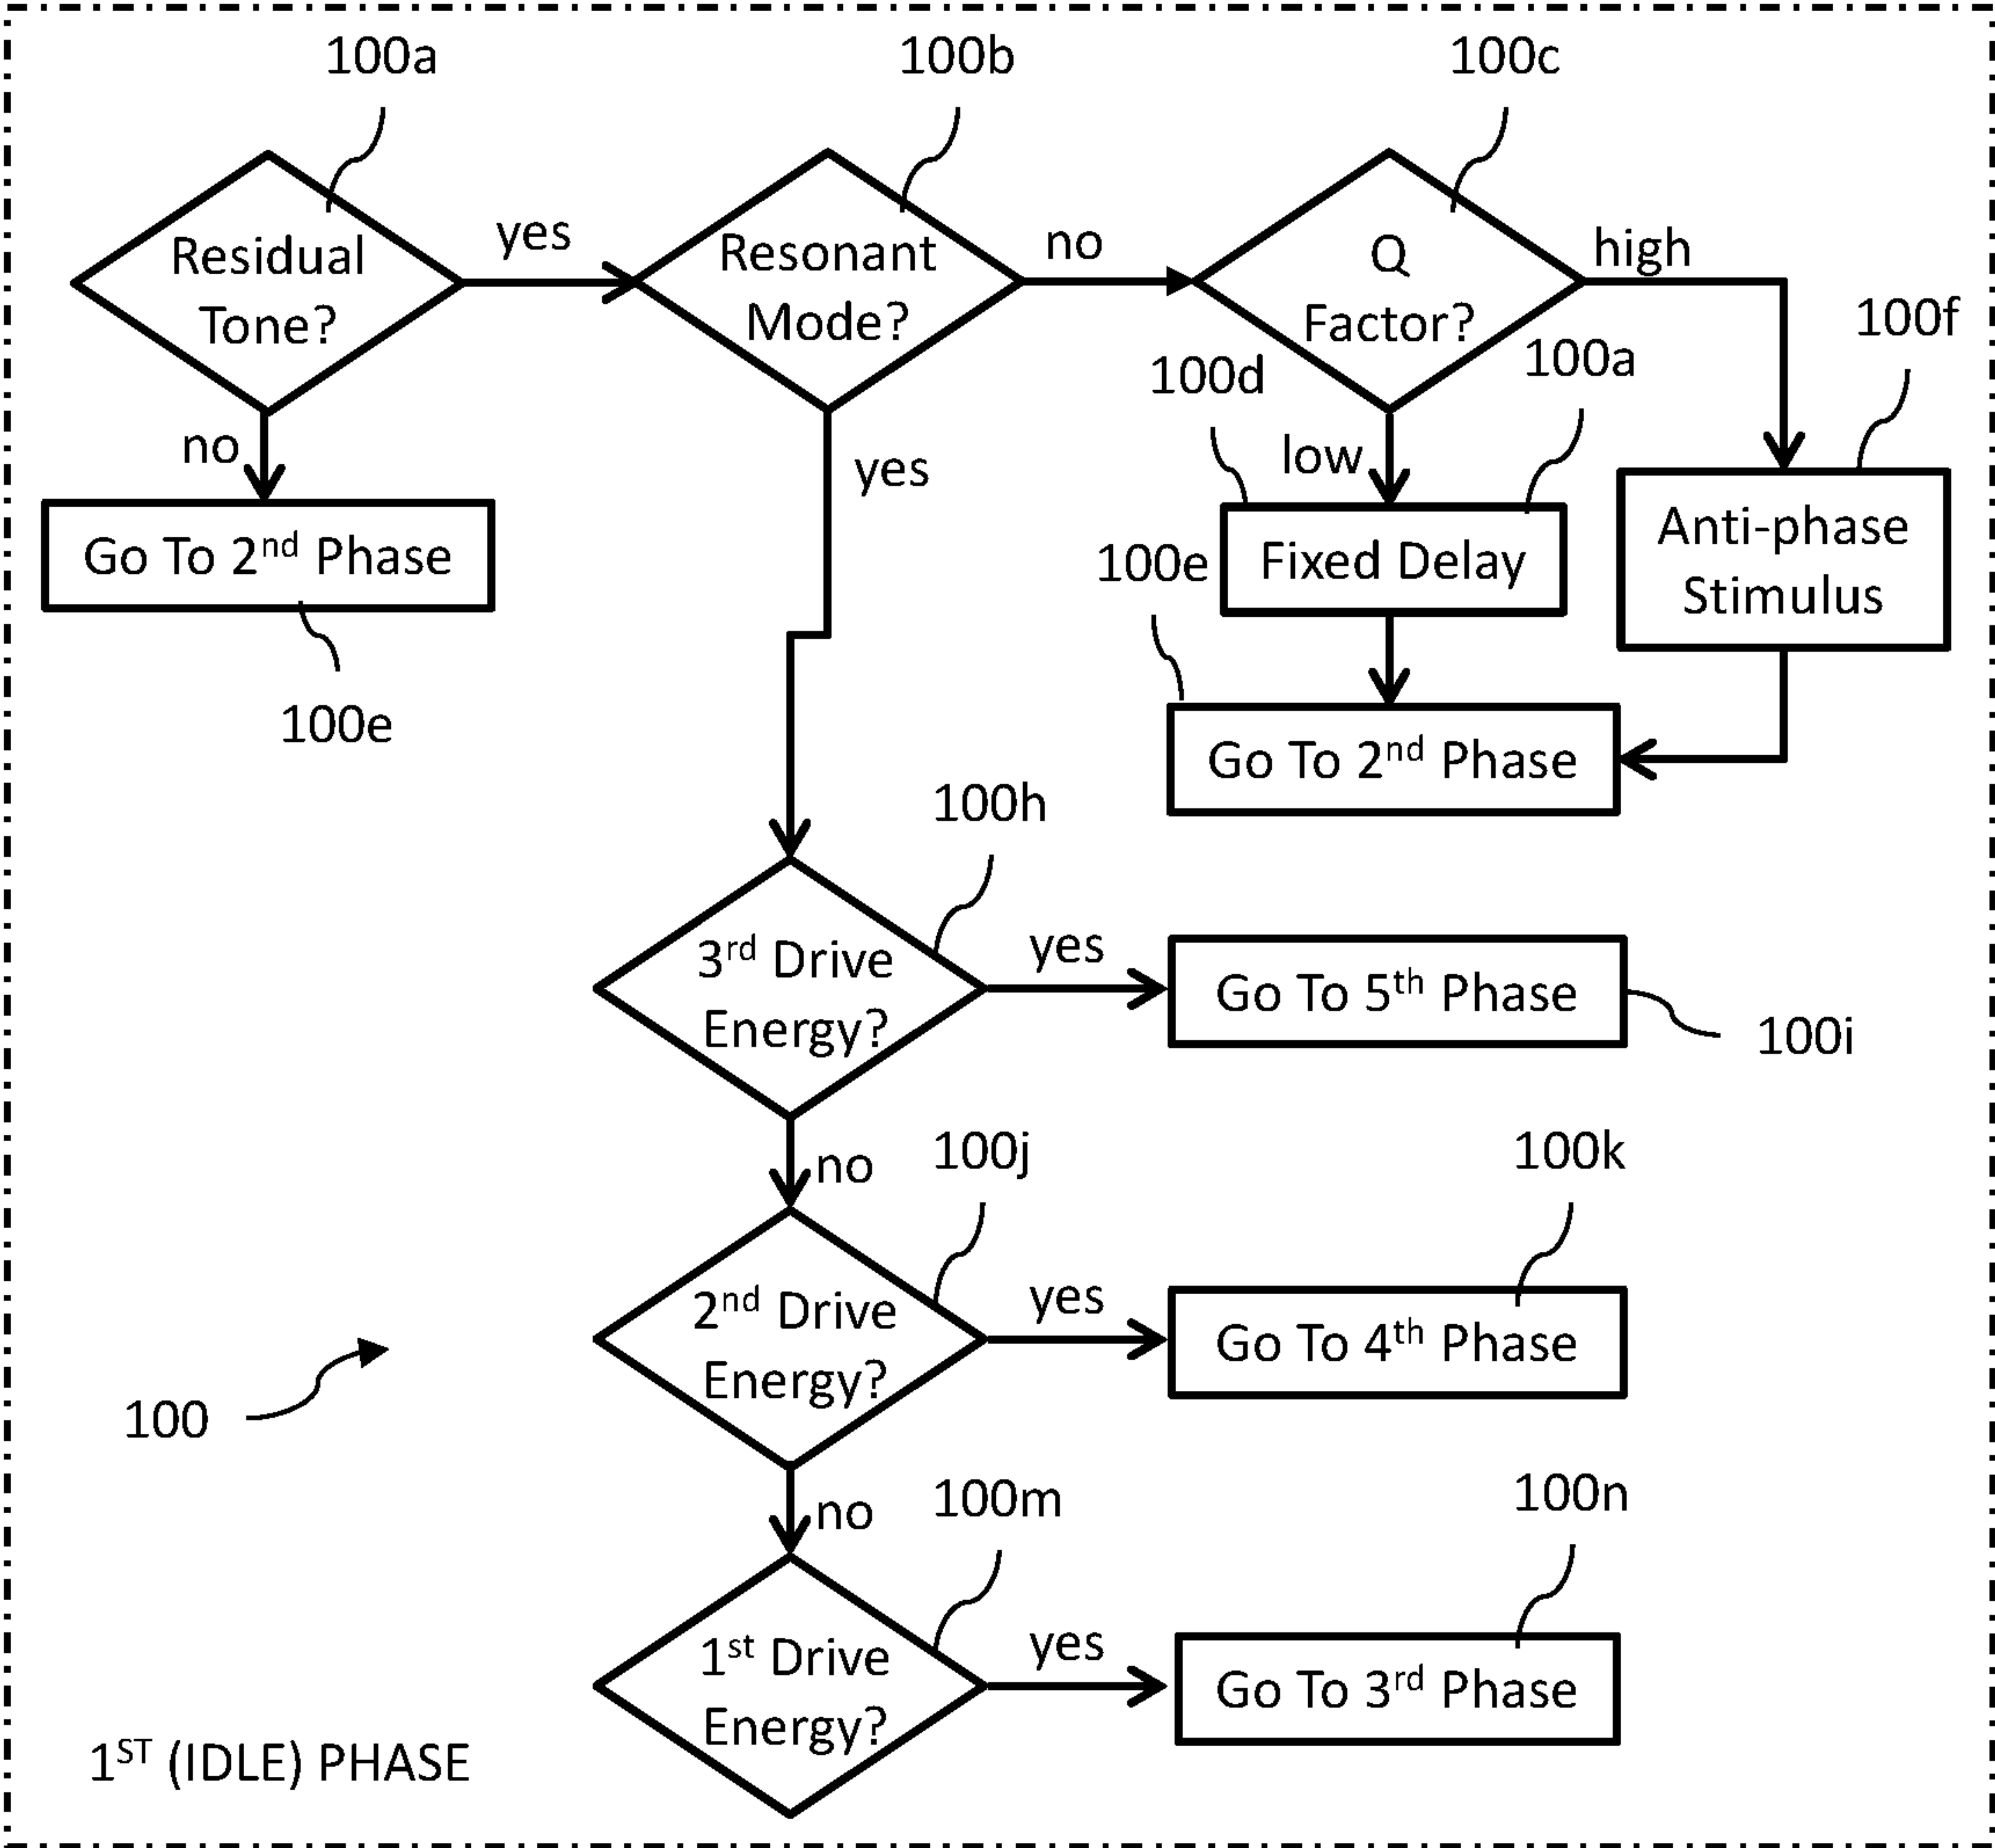 100a
100b
100c
Residual
Tone?
yes
Resonant
Mode?
no
Q
Factor?
high
100f
100d
100a
no
yes
low
Go To 2nd Phase
100e
Fixed Delay
Anti-phase
Stimulus
100e
Go To 2nd Phase
100h
3rd Drive
Energy?
yes
Go To 5th Phase
100i
no
100j
100k
2nd Drive
Energy?
yes
Go To 4th Phase
100
no
100m
100n
1st Drive
Energy?
yes
Go To 3rd Phase
1ST (IDLE) PHASE